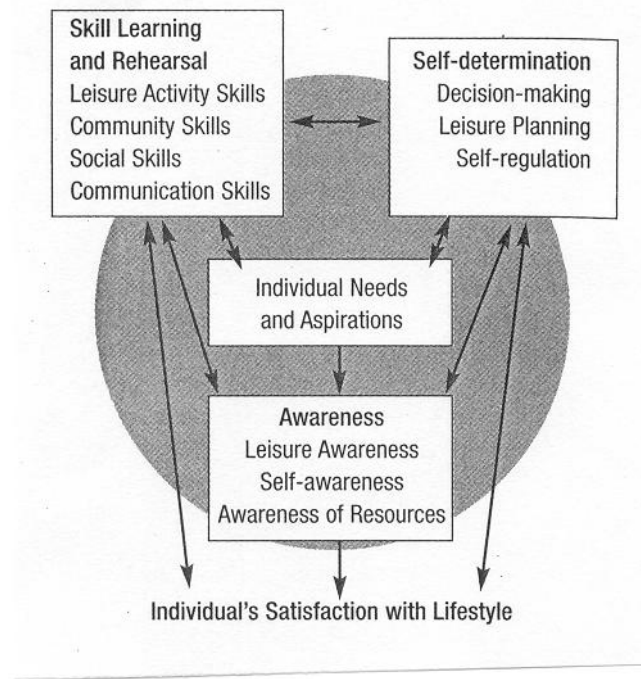 Skill Learning
and Rehearsal
Leisure Activity Skills
Community Skills
Social Skills
Communication Skills
Self-determination
Decision-making
Leisure Planning
Self-regulation
Individual Needs
and Aspirations
Awareness
Leisure Awareness
Self-awareness
Awareness of Resources
Individual's Satisfaction with Lifestyle